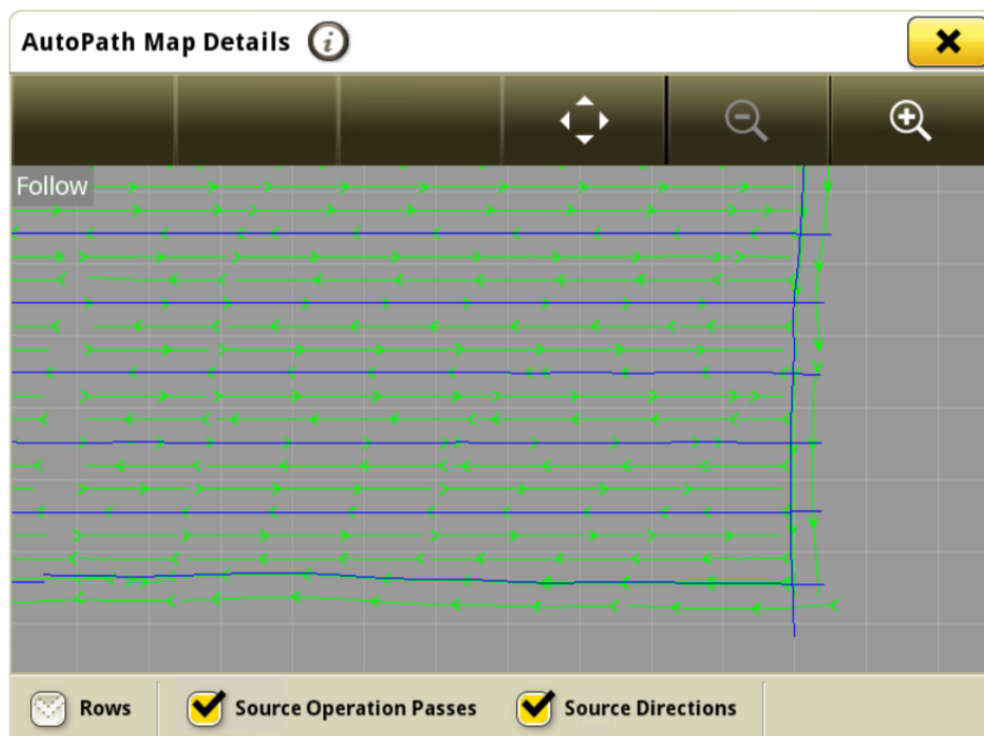 AutoPath Map Details
Follow
Rows
Source Operation Passes
Source Directions